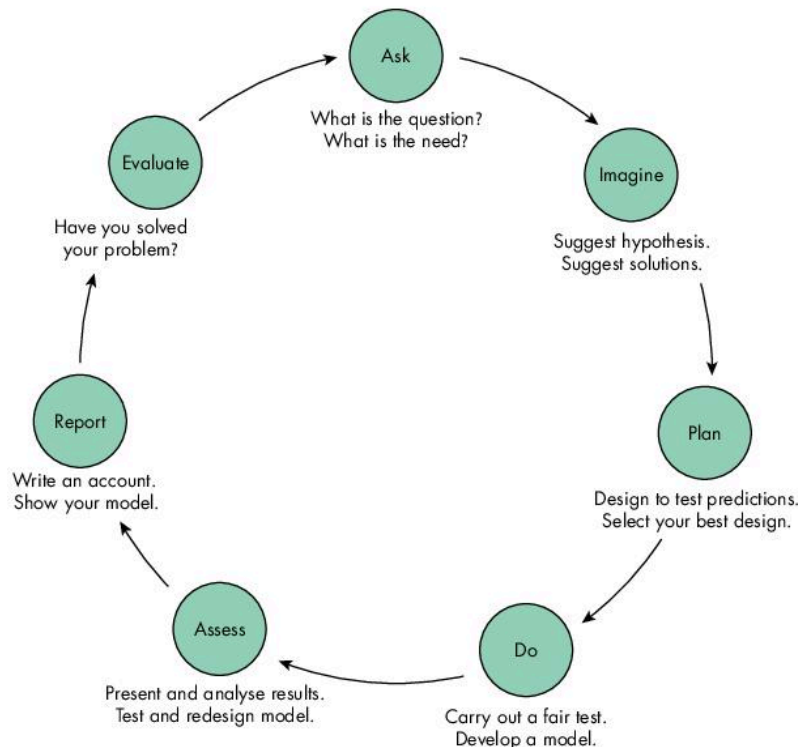 Ask
What is the question?
What is the need?
Imagine
Suggest hypothesis.
Suggest solutions.
Plan
Design to test predictions.
Select your best design.
Do
Carry out a fair test.
Develop a model.
Assess
Present and analyse results.
Test and redesign model.
Report
Write an account.
Show your model.
Evaluate
Have you solved
your problem?